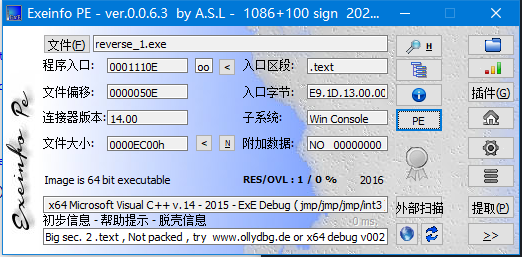 Exeinfo PE - ver.0.0.6.3 by A.S.L - 1086+100 sign 202...
文件(F) reverse_1.exe
H
程序入口: 0001110E oo < 入口区段: .text
文件偏移: 0000050E 入口字节: E9.1D.13.00.00
插件(G)
连接器版本: 14.00 子系统: Win Console
PE
文件大小: 0000EC00h < N 附加数据: NO 00000000
Image is 64 bit executable RES/OVL : 1 / 0 % 2016
Exeinfo Pe
x64 Microsoft Visual C++ v.14 - 2015 - ExE Debug ( jmp/jmp/jmp/int3
外部扫描 提取(P)
初步信息 - 帮助提示 - 脱壳信息 0 ms.
Big sec. 2 .text , Not packed , try www.ollydbg.de or x64 debug v002
>>